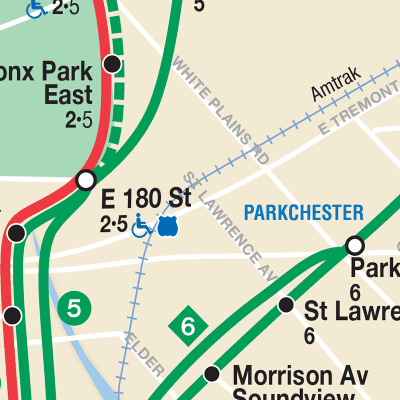 2•5
5
onx Park
East
2•5
WHITE PLAINS RD
Amtrak
E TREMONT
E 180 St
2•5
ST LAWRENCE AV
PARKCHESTER
Park
6
St Lawre
6
5
6
ELDER
Morrison Av
Soundview